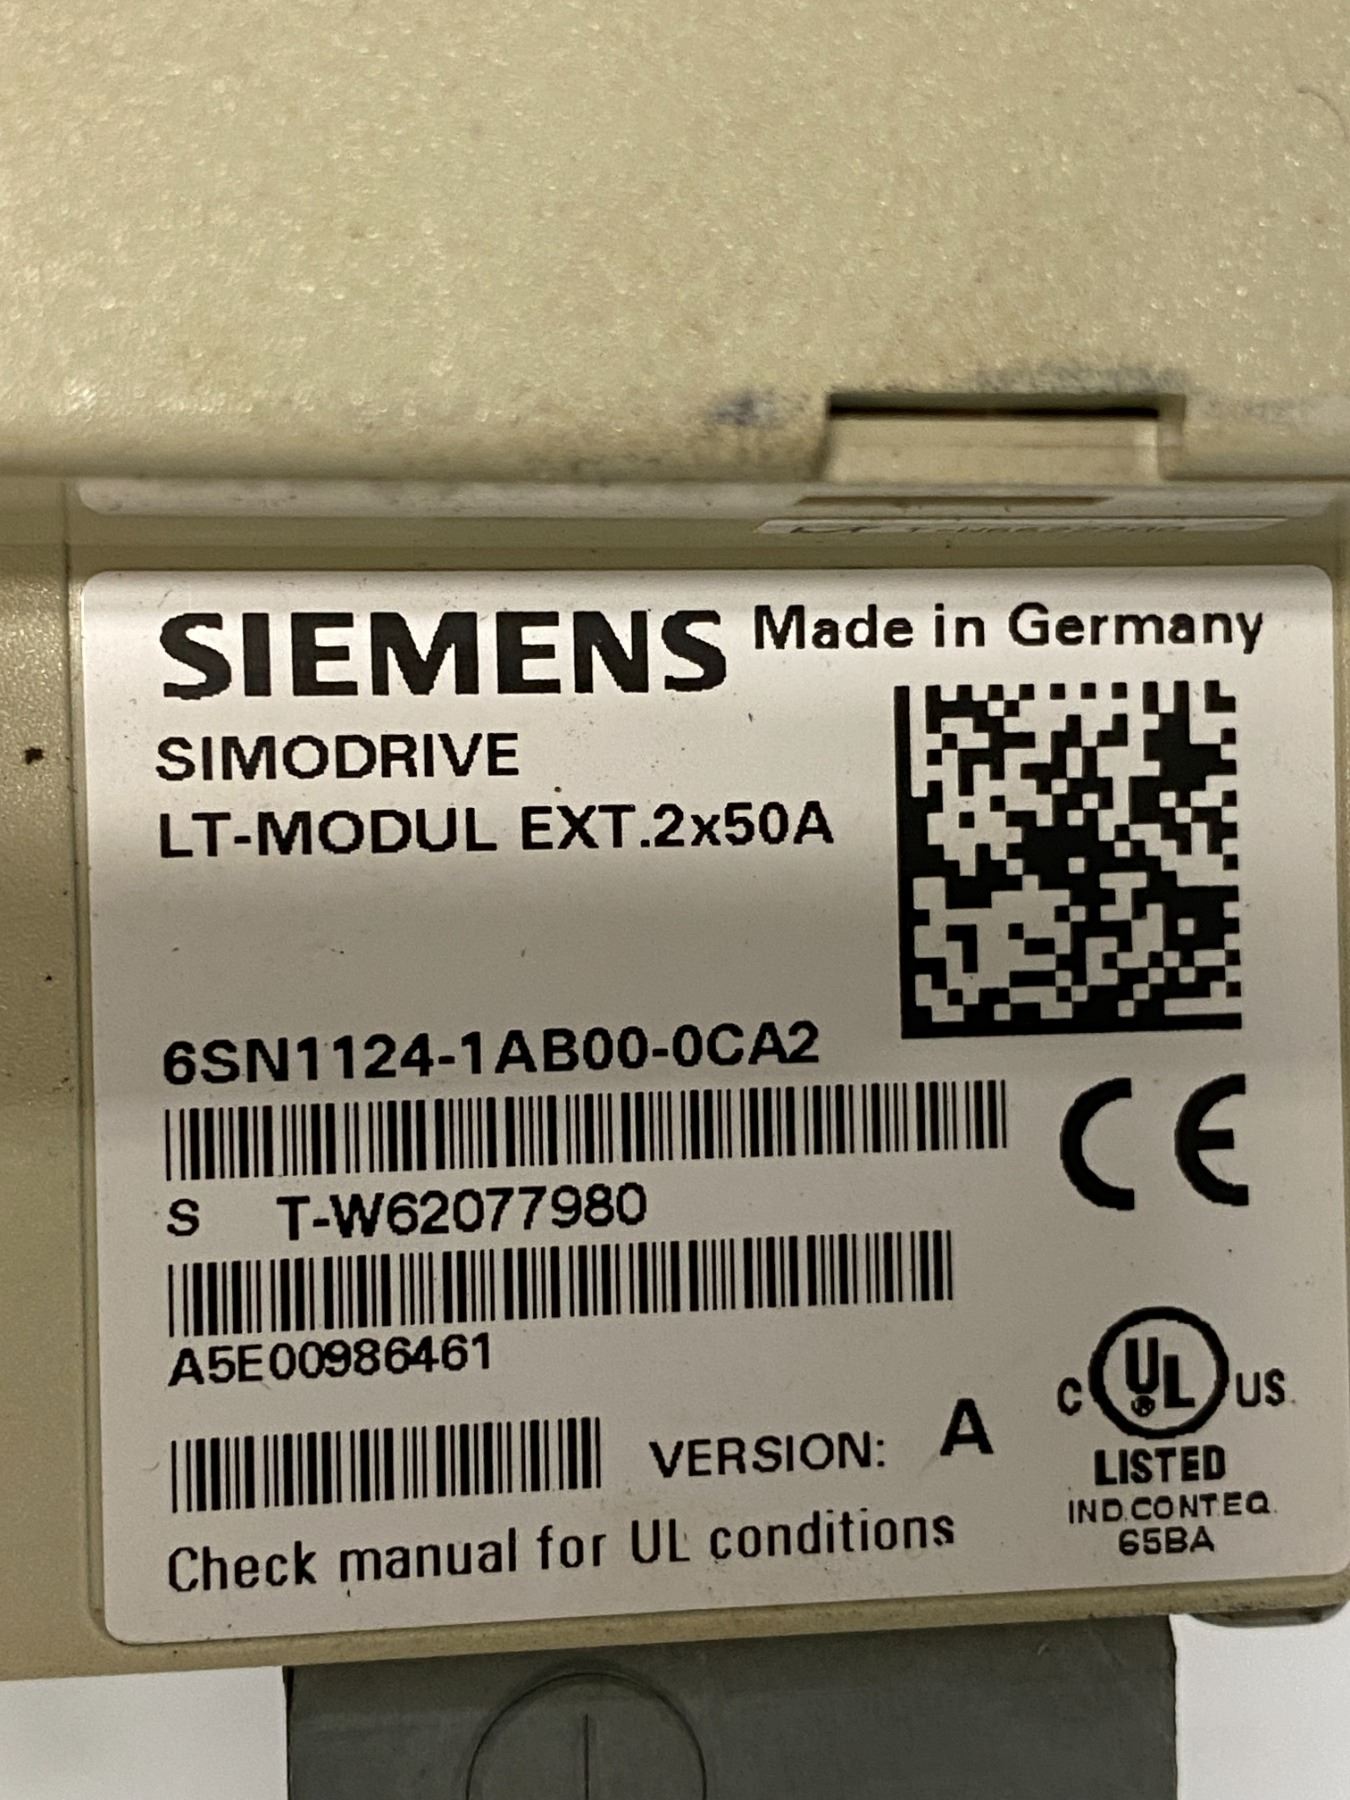 SIEMENS Made in Germany
SIMODRIVE
LT-MODUL EXT.2x50A
6SN1124-1AB00-0CA2
CE
S T-W62077980
A5E00986461
C UL US
LISTED
IND.CONT.EQ.
65BA
VERSION: A
Check manual for UL conditions